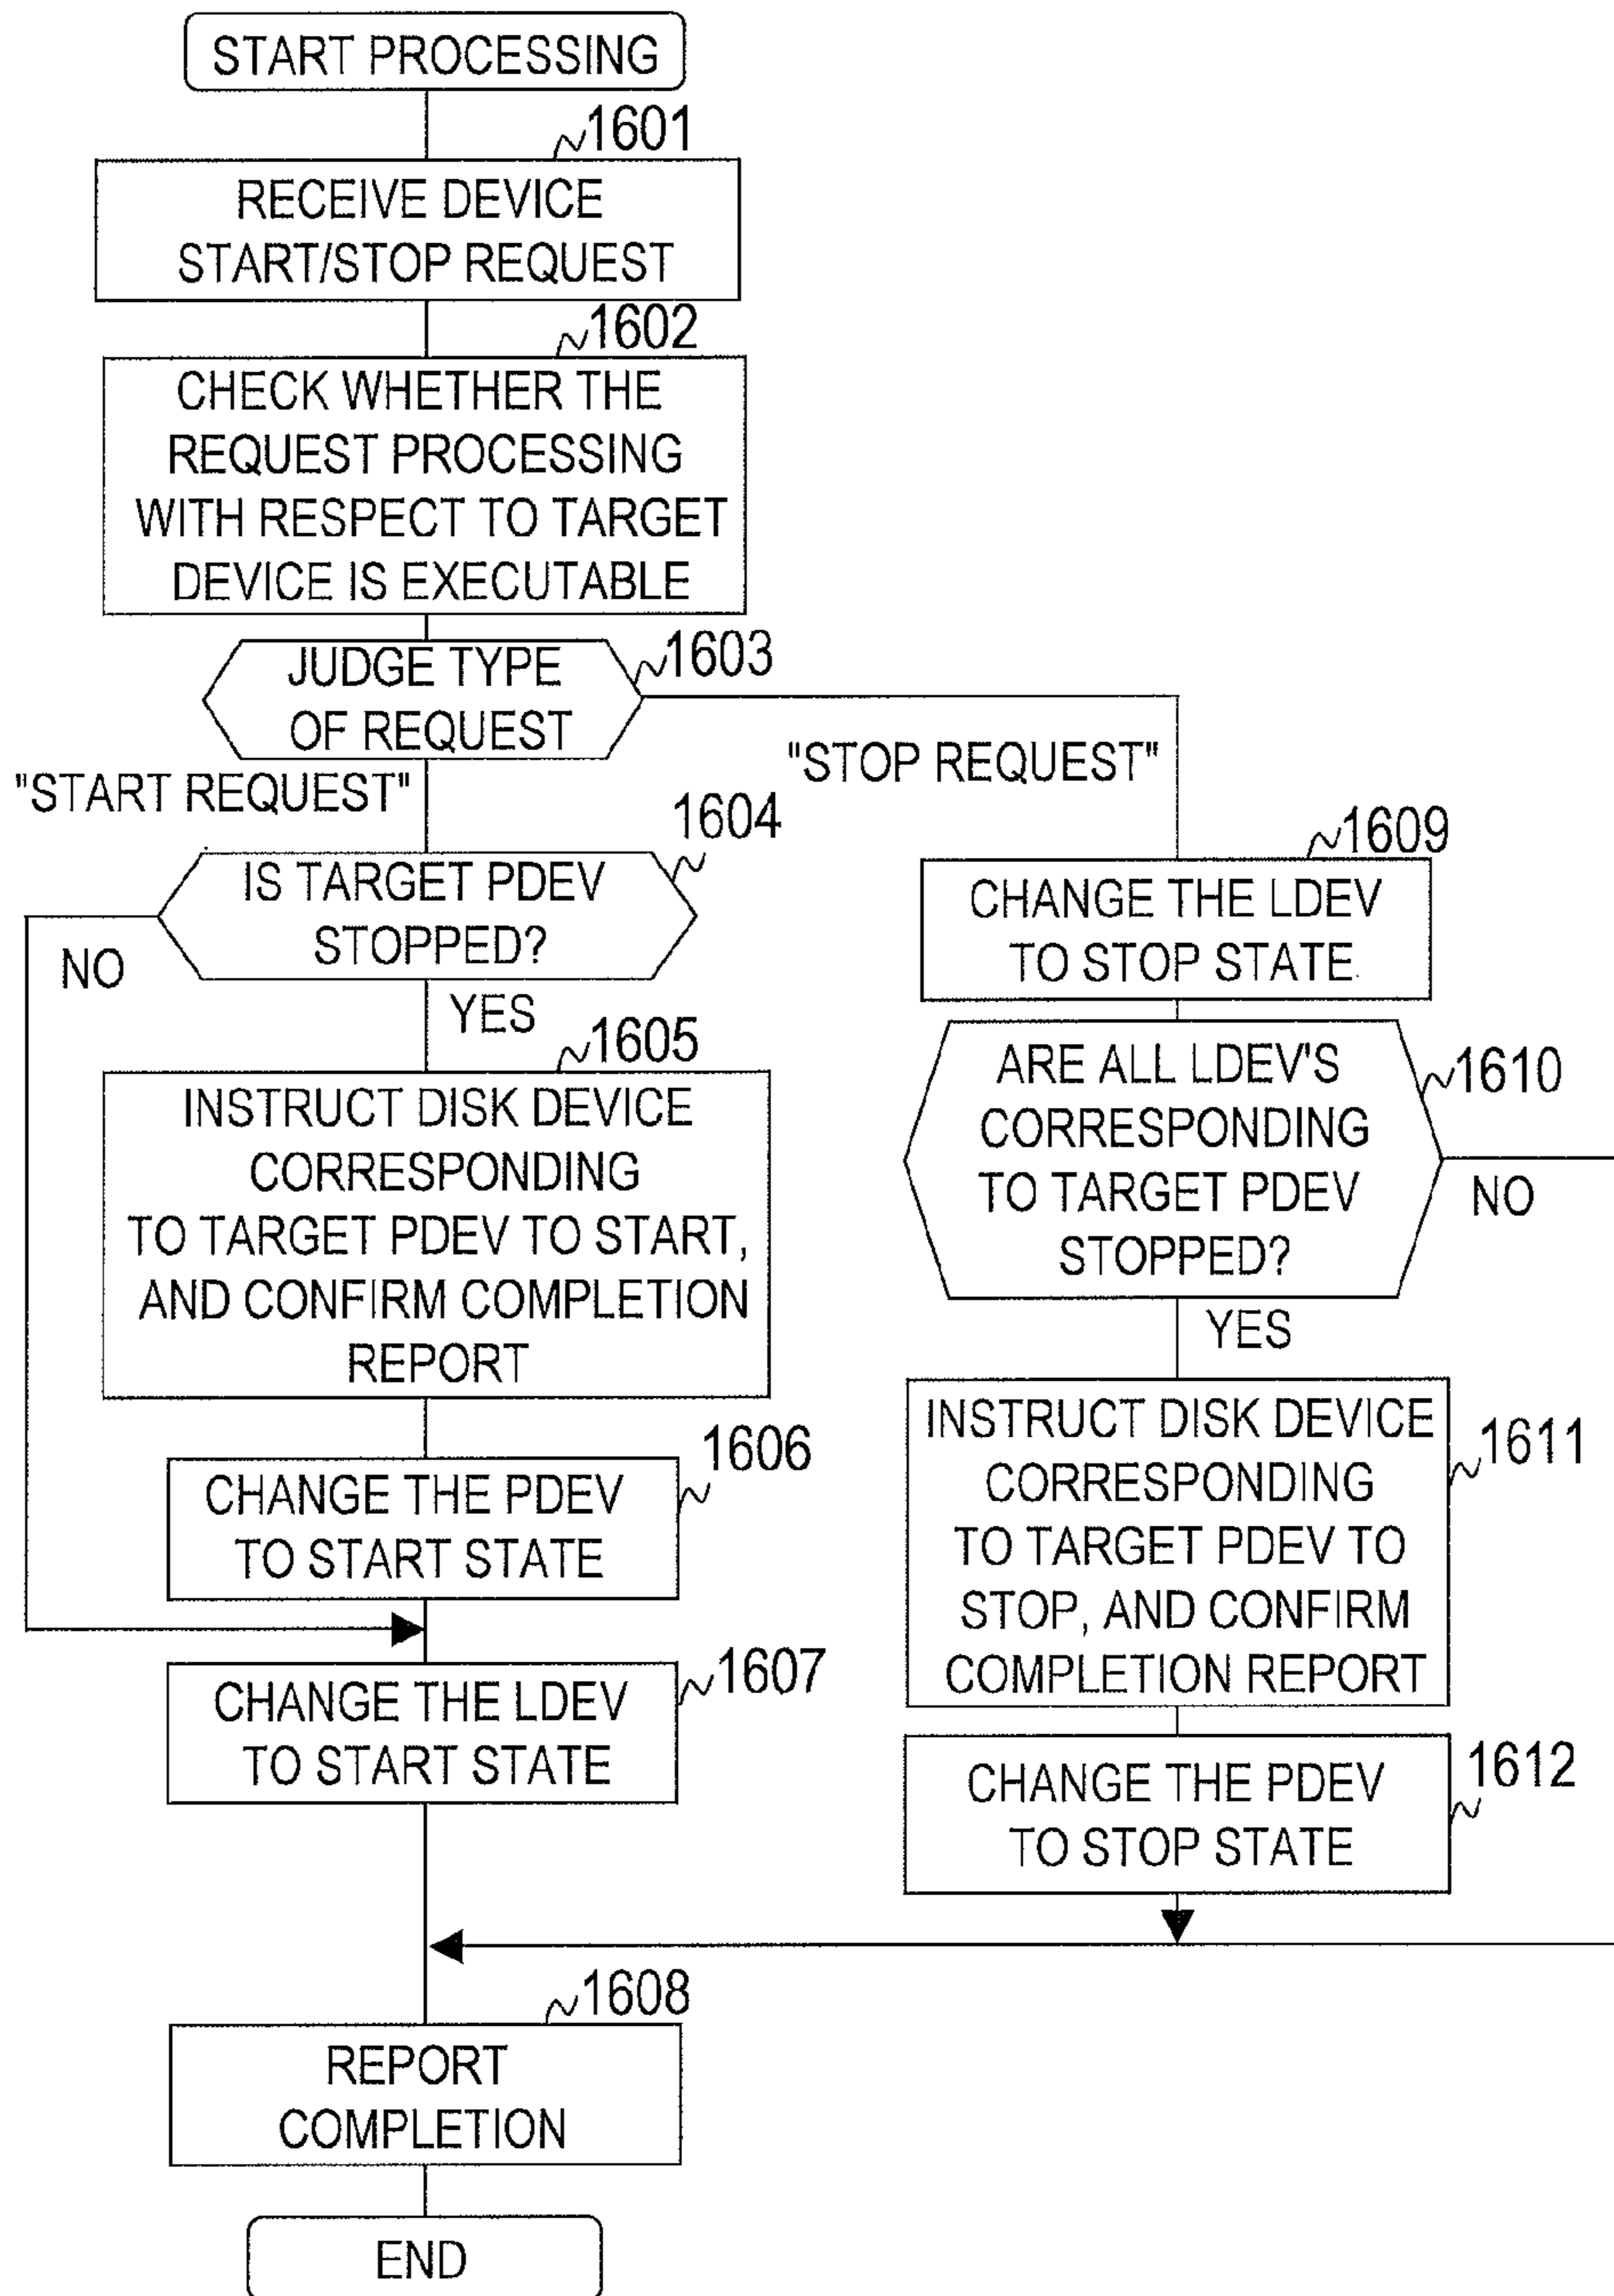 START PROCESSING
1601
RECEIVE DEVICE
START/STOP REQUEST
1602
CHECK WHETHER THE
REQUEST PROCESSING
WITH RESPECT TO TARGET
DEVICE IS EXECUTABLE
1603
JUDGE TYPE
OF REQUEST
"START REQUEST"
"STOP REQUEST"
1604
IS TARGET PDEV
STOPPED?
NO
YES
1605
INSTRUCT DISK DEVICE
CORRESPONDING
TO TARGET PDEV TO START,
AND CONFIRM COMPLETION
REPORT
1606
CHANGE THE PDEV
TO START STATE
1607
CHANGE THE LDEV
TO START STATE
1609
CHANGE THE LDEV
TO STOP STATE
1610
ARE ALL LDEV'S
CORRESPONDING
TO TARGET PDEV
STOPPED?
NO
YES
1611
INSTRUCT DISK DEVICE
CORRESPONDING
TO TARGET PDEV TO
STOP, AND CONFIRM
COMPLETION REPORT
1612
CHANGE THE PDEV
TO STOP STATE
1608
REPORT
COMPLETION
END